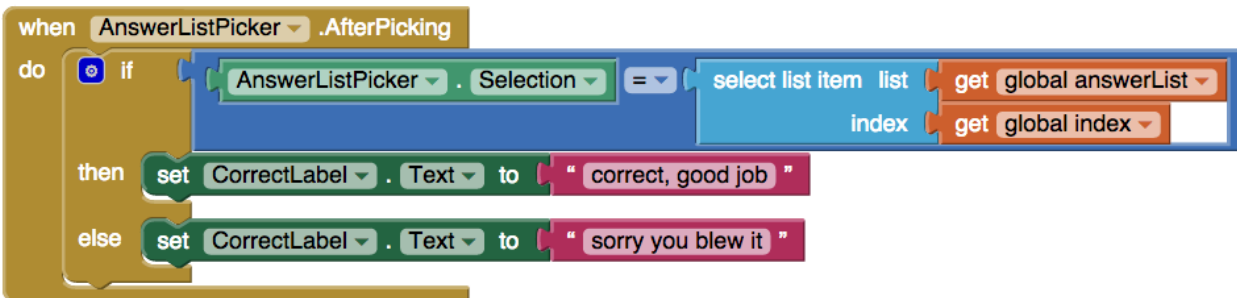 when AnswerListPicker .AfterPicking
do if AnswerListPicker . Selection = select list item list get global answerList
index get global index
then set CorrectLabel . Text to " correct, good job "
else set CorrectLabel . Text to " sorry you blew it "